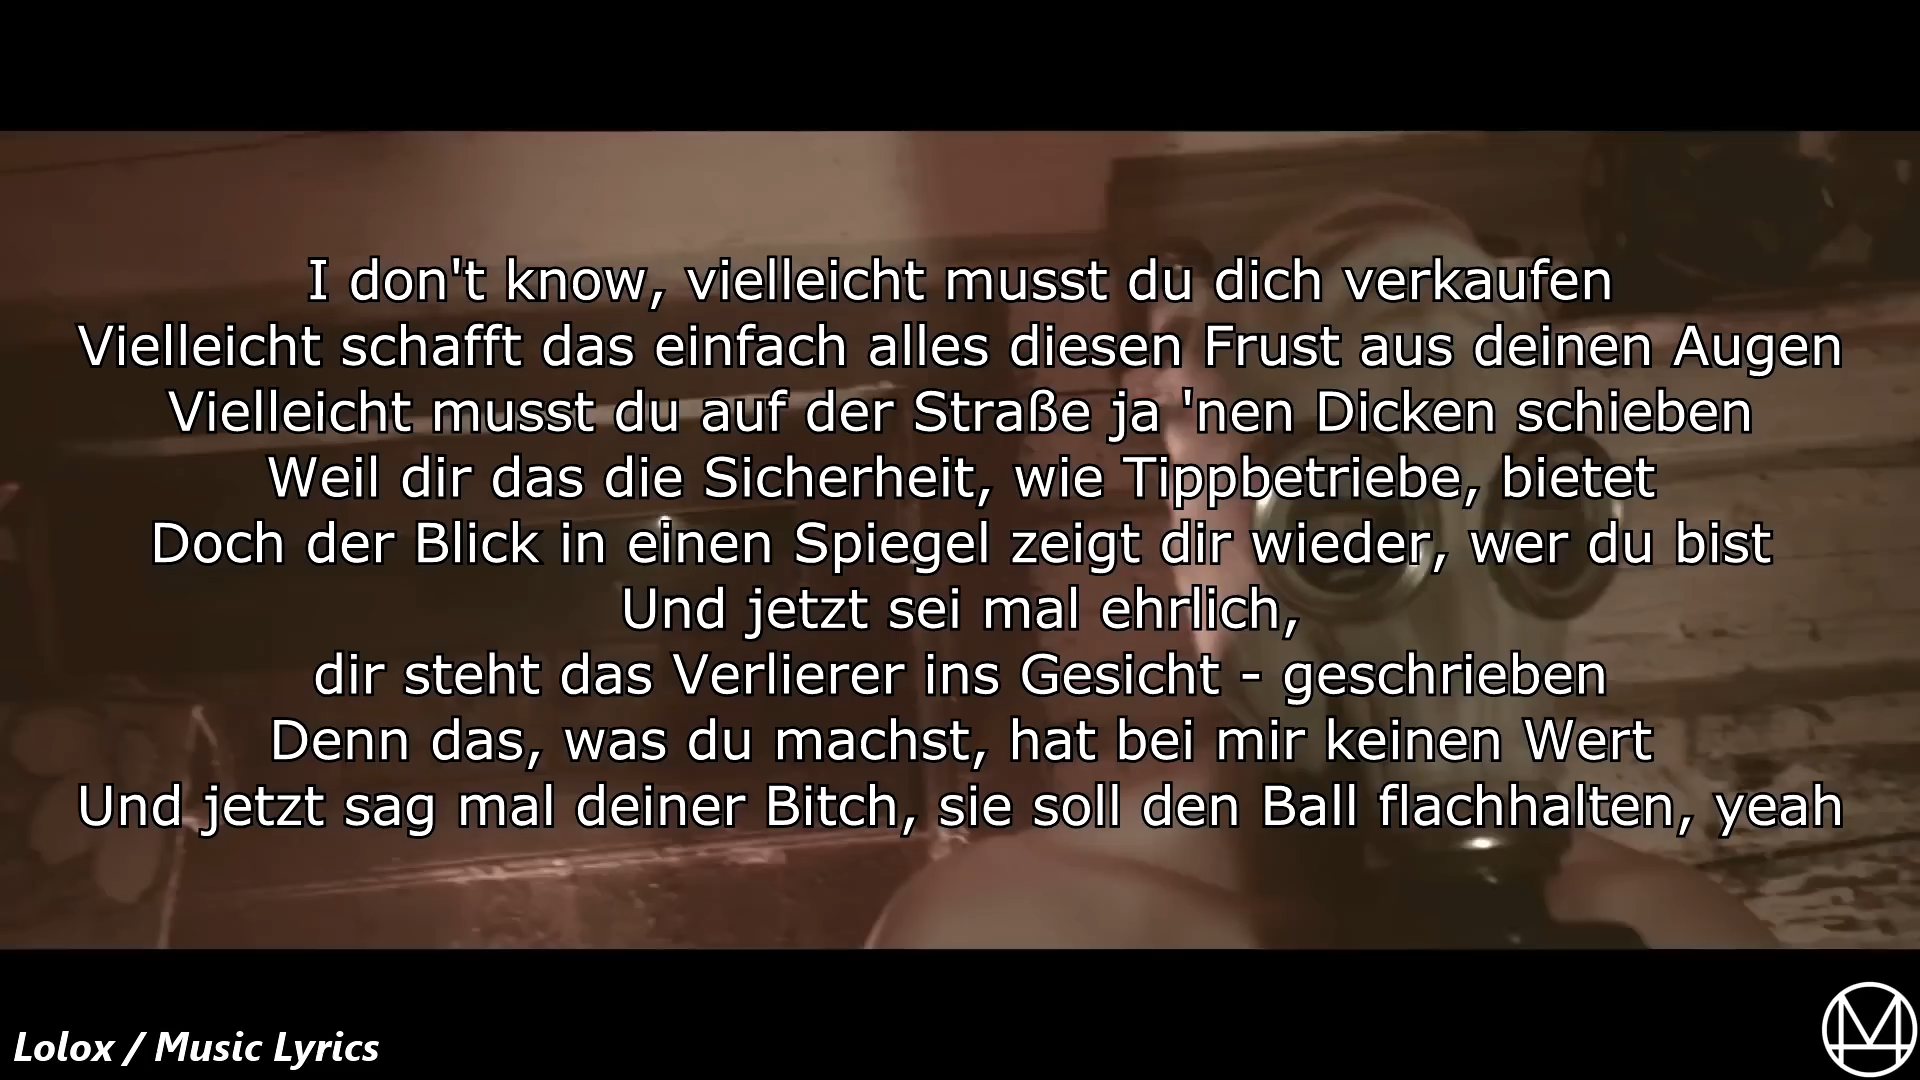 I don't know, vielleicht musst du dich verkaufen
Vielleicht schafft das einfach alles diesen Frust aus deinen Augen
Vielleicht musst du auf der Straße ja 'nen Dicken schieben
Weil dir das die Sicherheit, wie Tippbetriebe, bietet
Doch der Blick in einen Spiegel zeigt dir wieder, wer du bist
Und jetzt sei mal ehrlich,
dir steht das Verlierer ins Gesicht - geschrieben
Denn das, was du machst, hat bei mir keinen Wert
Und jetzt sag mal deiner Bitch, sie soll den Ball flachhalten, yeah
Lolox / Music Lyrics